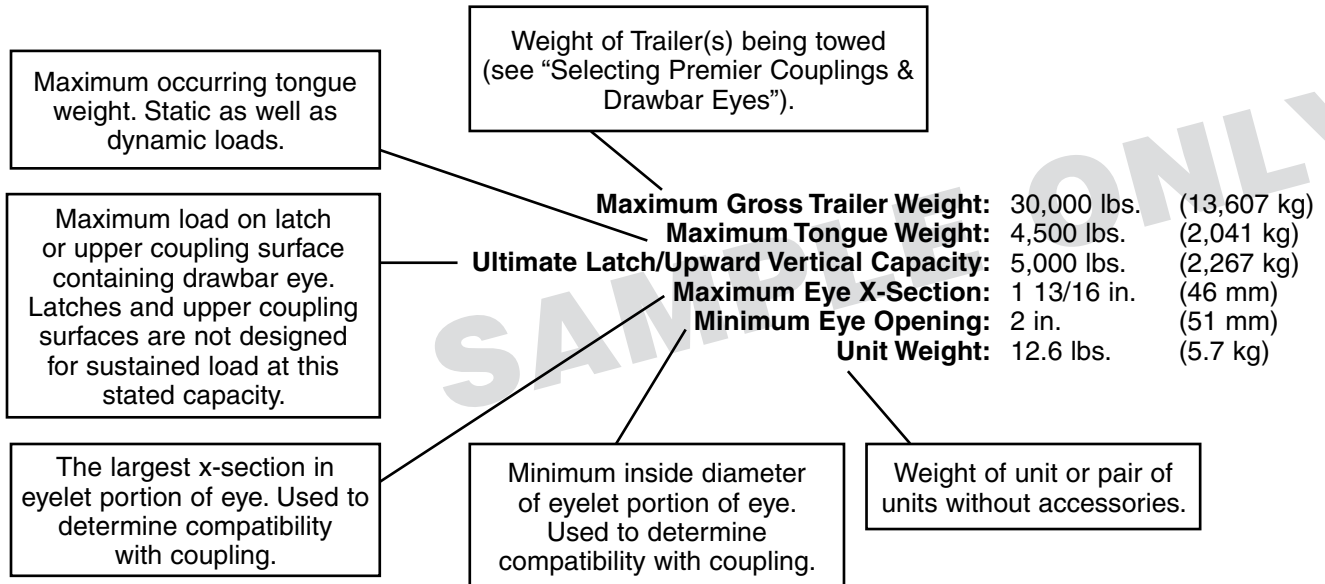 Weight of Trailer(s) being towed
(see “Selecting Premier Couplings &
Drawbar Eyes”).
Maximum occurring tongue
weight. Static as well as
dynamic loads.
Maximum load on latch
or upper coupling surface
containing drawbar eye.
Latches and upper coupling
surfaces are not designed
for sustained load at this
stated capacity.
Maximum Gross Trailer Weight: 30,000 lbs. (13,607 kg)
Maximum Tongue Weight: 4,500 lbs. (2,041 kg)
Ultimate Latch/Upward Vertical Capacity: 5,000 lbs. (2,267 kg)
Maximum Eye X-Section: 1 13/16 in. (46 mm)
Minimum Eye Opening: 2 in. (51 mm)
Unit Weight: 12.6 lbs. (5.7 kg)
SAMPLE ONLY
The largest x-section in
eyelet portion of eye. Used to
determine compatibility
with coupling.
Minimum inside diameter
of eyelet portion of eye.
Used to determine
compatibility with coupling.
Weight of unit or pair of
units without accessories.